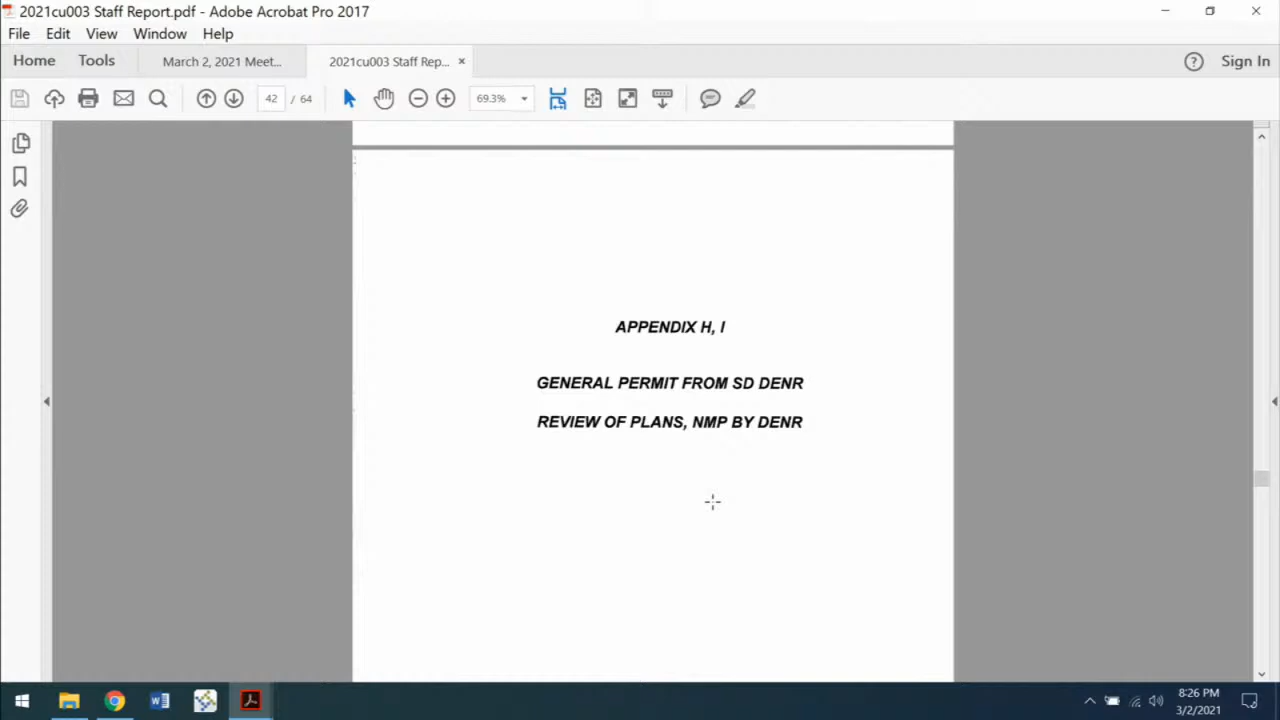 2021cu003 Staff Report.pdf - Adobe Acrobat Pro 2017
File Edit View Window Help
Home Tools March 2, 2021 Meet... 2021cu003 Staff Rep... × Sign In
42 / 64 69.3%
APPENDIX H, I
GENERAL PERMIT FROM SD DENR
REVIEW OF PLANS, NMP BY DENR
8:26 PM
3/2/2021